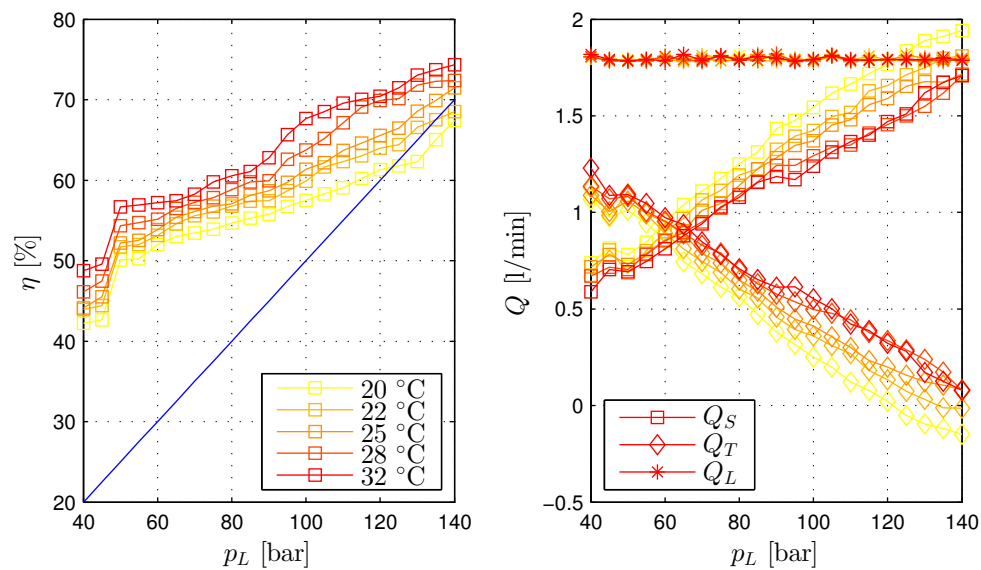 80
70
60
50
40
30
20
η [%]
20 °C
22 °C
25 °C
28 °C
32 °C
40 60 80 100 120 140
p_L [bar]
2
1.5
1
0.5
0
−0.5
Q [l/min]
Q_S
Q_T
Q_L
40 60 80 100 120 140
p_L [bar]